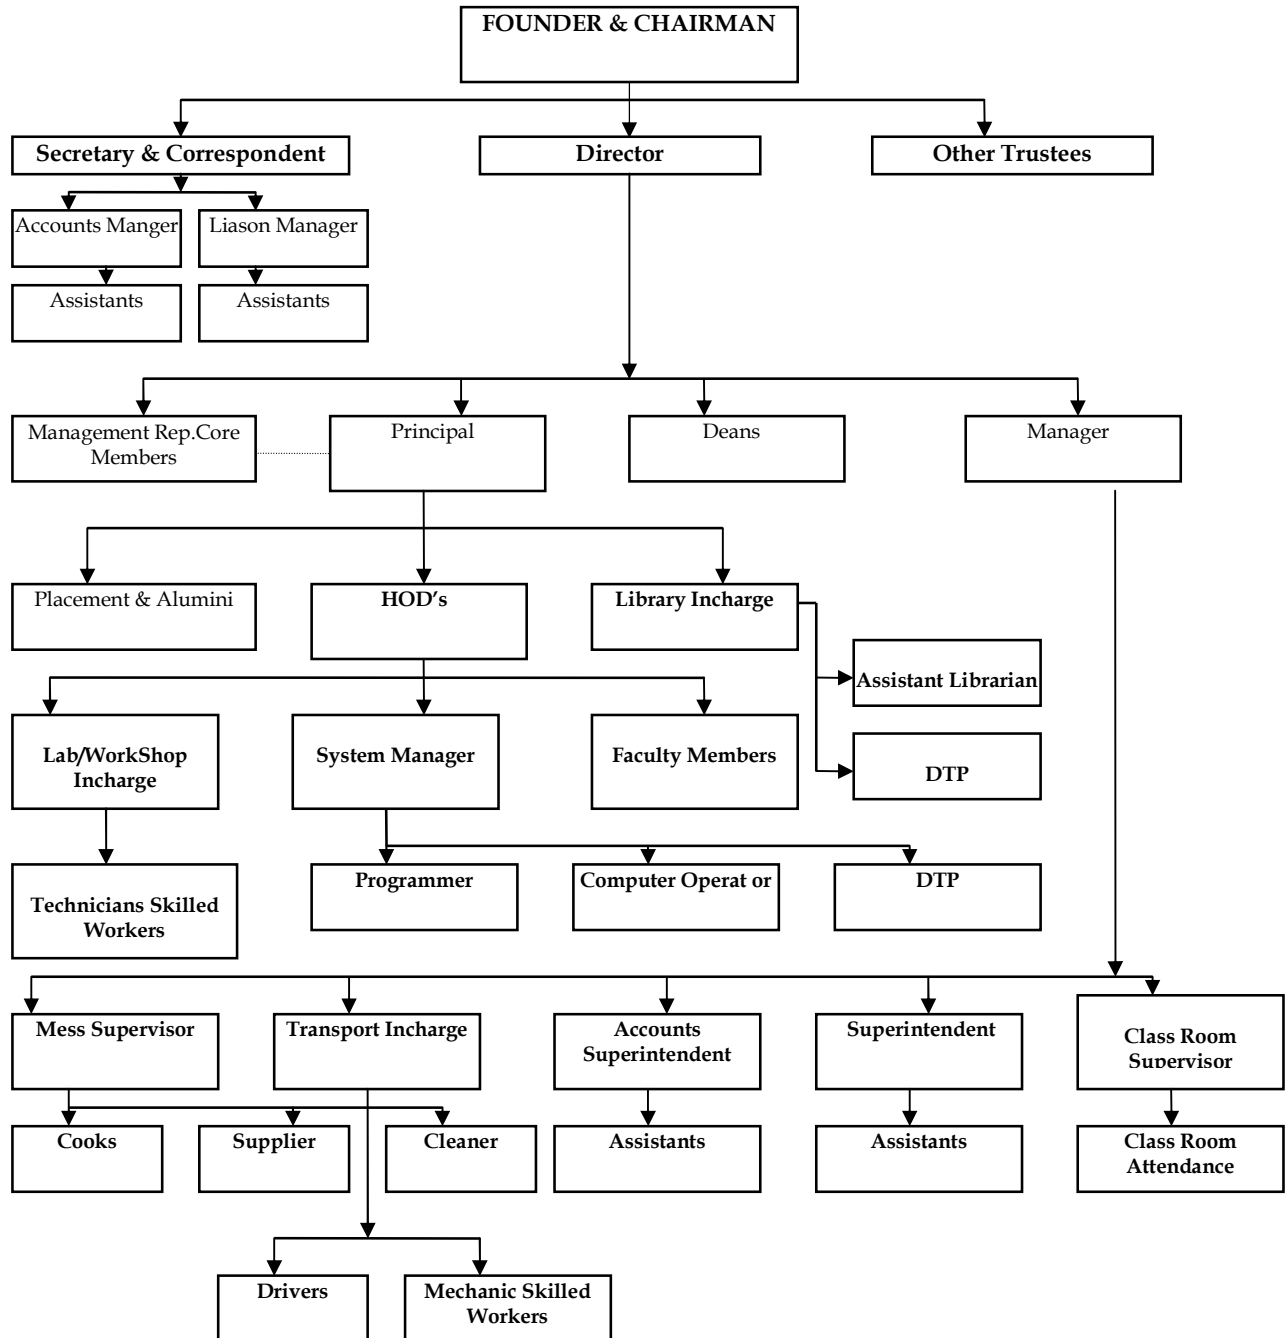 FOUNDER & CHAIRMAN
Secretary & Correspondent
Director
Other Trustees
Accounts Manger
Liason Manager
Assistants
Assistants
Management Rep.Core
Members
Principal
Deans
Manager
Placement & Alumini
HOD's
Library Incharge
Assistant Librarian
DTP
Lab/WorkShop
Incharge
System Manager
Faculty Members
Technicians Skilled
Workers
Programmer
Computer Operat or
DTP
Mess Supervisor
Transport Incharge
Accounts
Superintendent
Superintendent
Class Room
Supervisor
Cooks
Supplier
Cleaner
Assistants
Assistants
Class Room
Attendance
Drivers
Mechanic Skilled
Workers